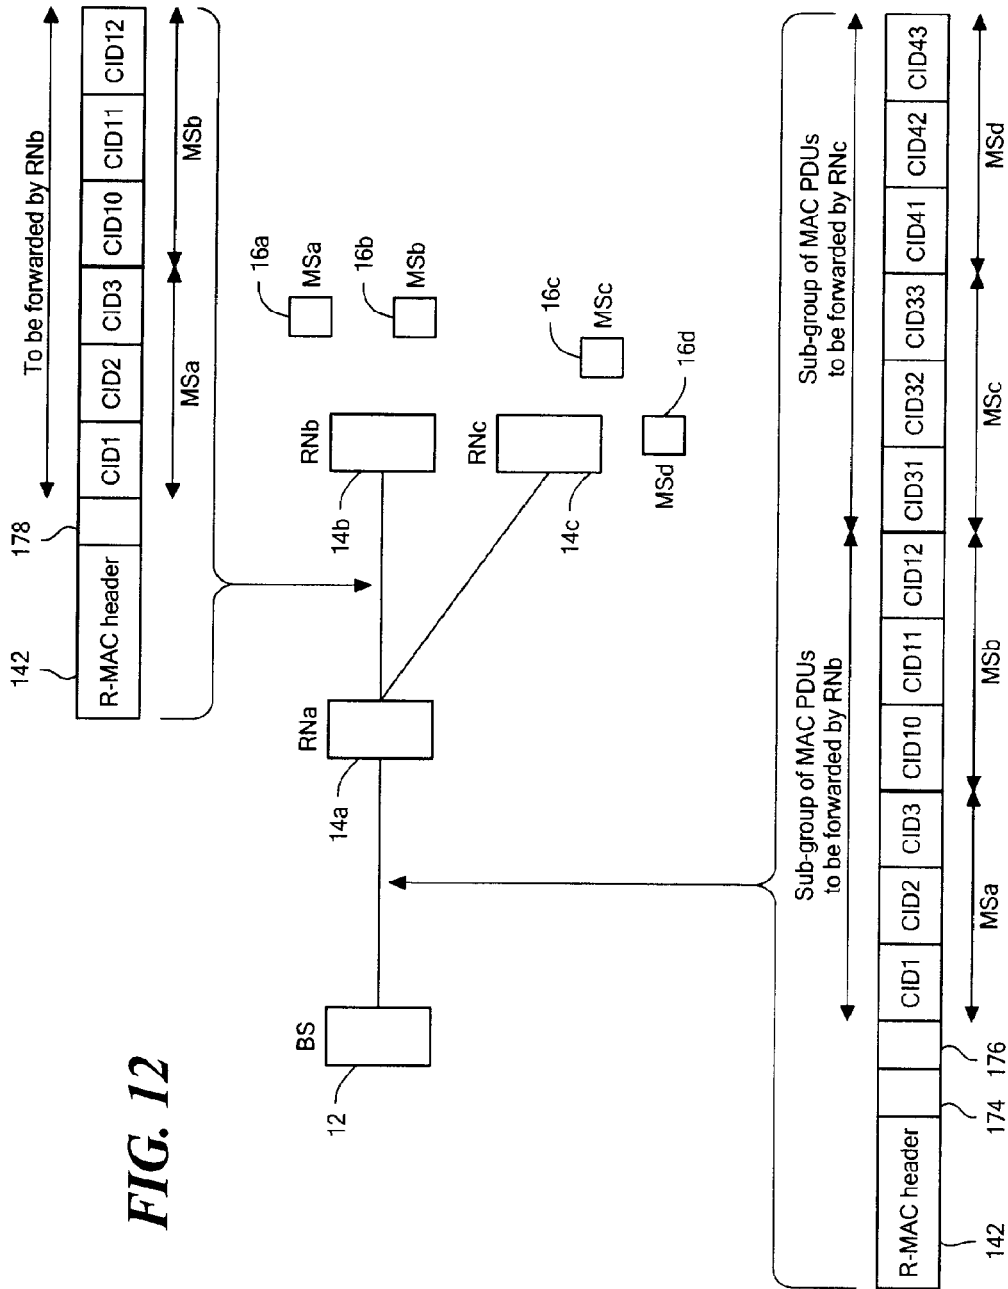 FIG. 12
142
178
To be forwarded by RNb
R-MAC header
CID1
CID2
CID3
CID10
CID11
CID12
MSa
MSb
BS
12
RNa
14a
RNb
14b
RNc
14c
16a
MSa
16b
MSb
16c
MSc
16d
MSd
Sub-group of MAC PDUs
to be forwarded by RNb
Sub-group of MAC PDUs
to be forwarded by RNc
R-MAC header
CID1
CID2
CID3
CID10
CID11
CID12
CID31
CID32
CID33
CID41
CID42
CID43
142
174
176
MSa
MSb
MSc
MSd